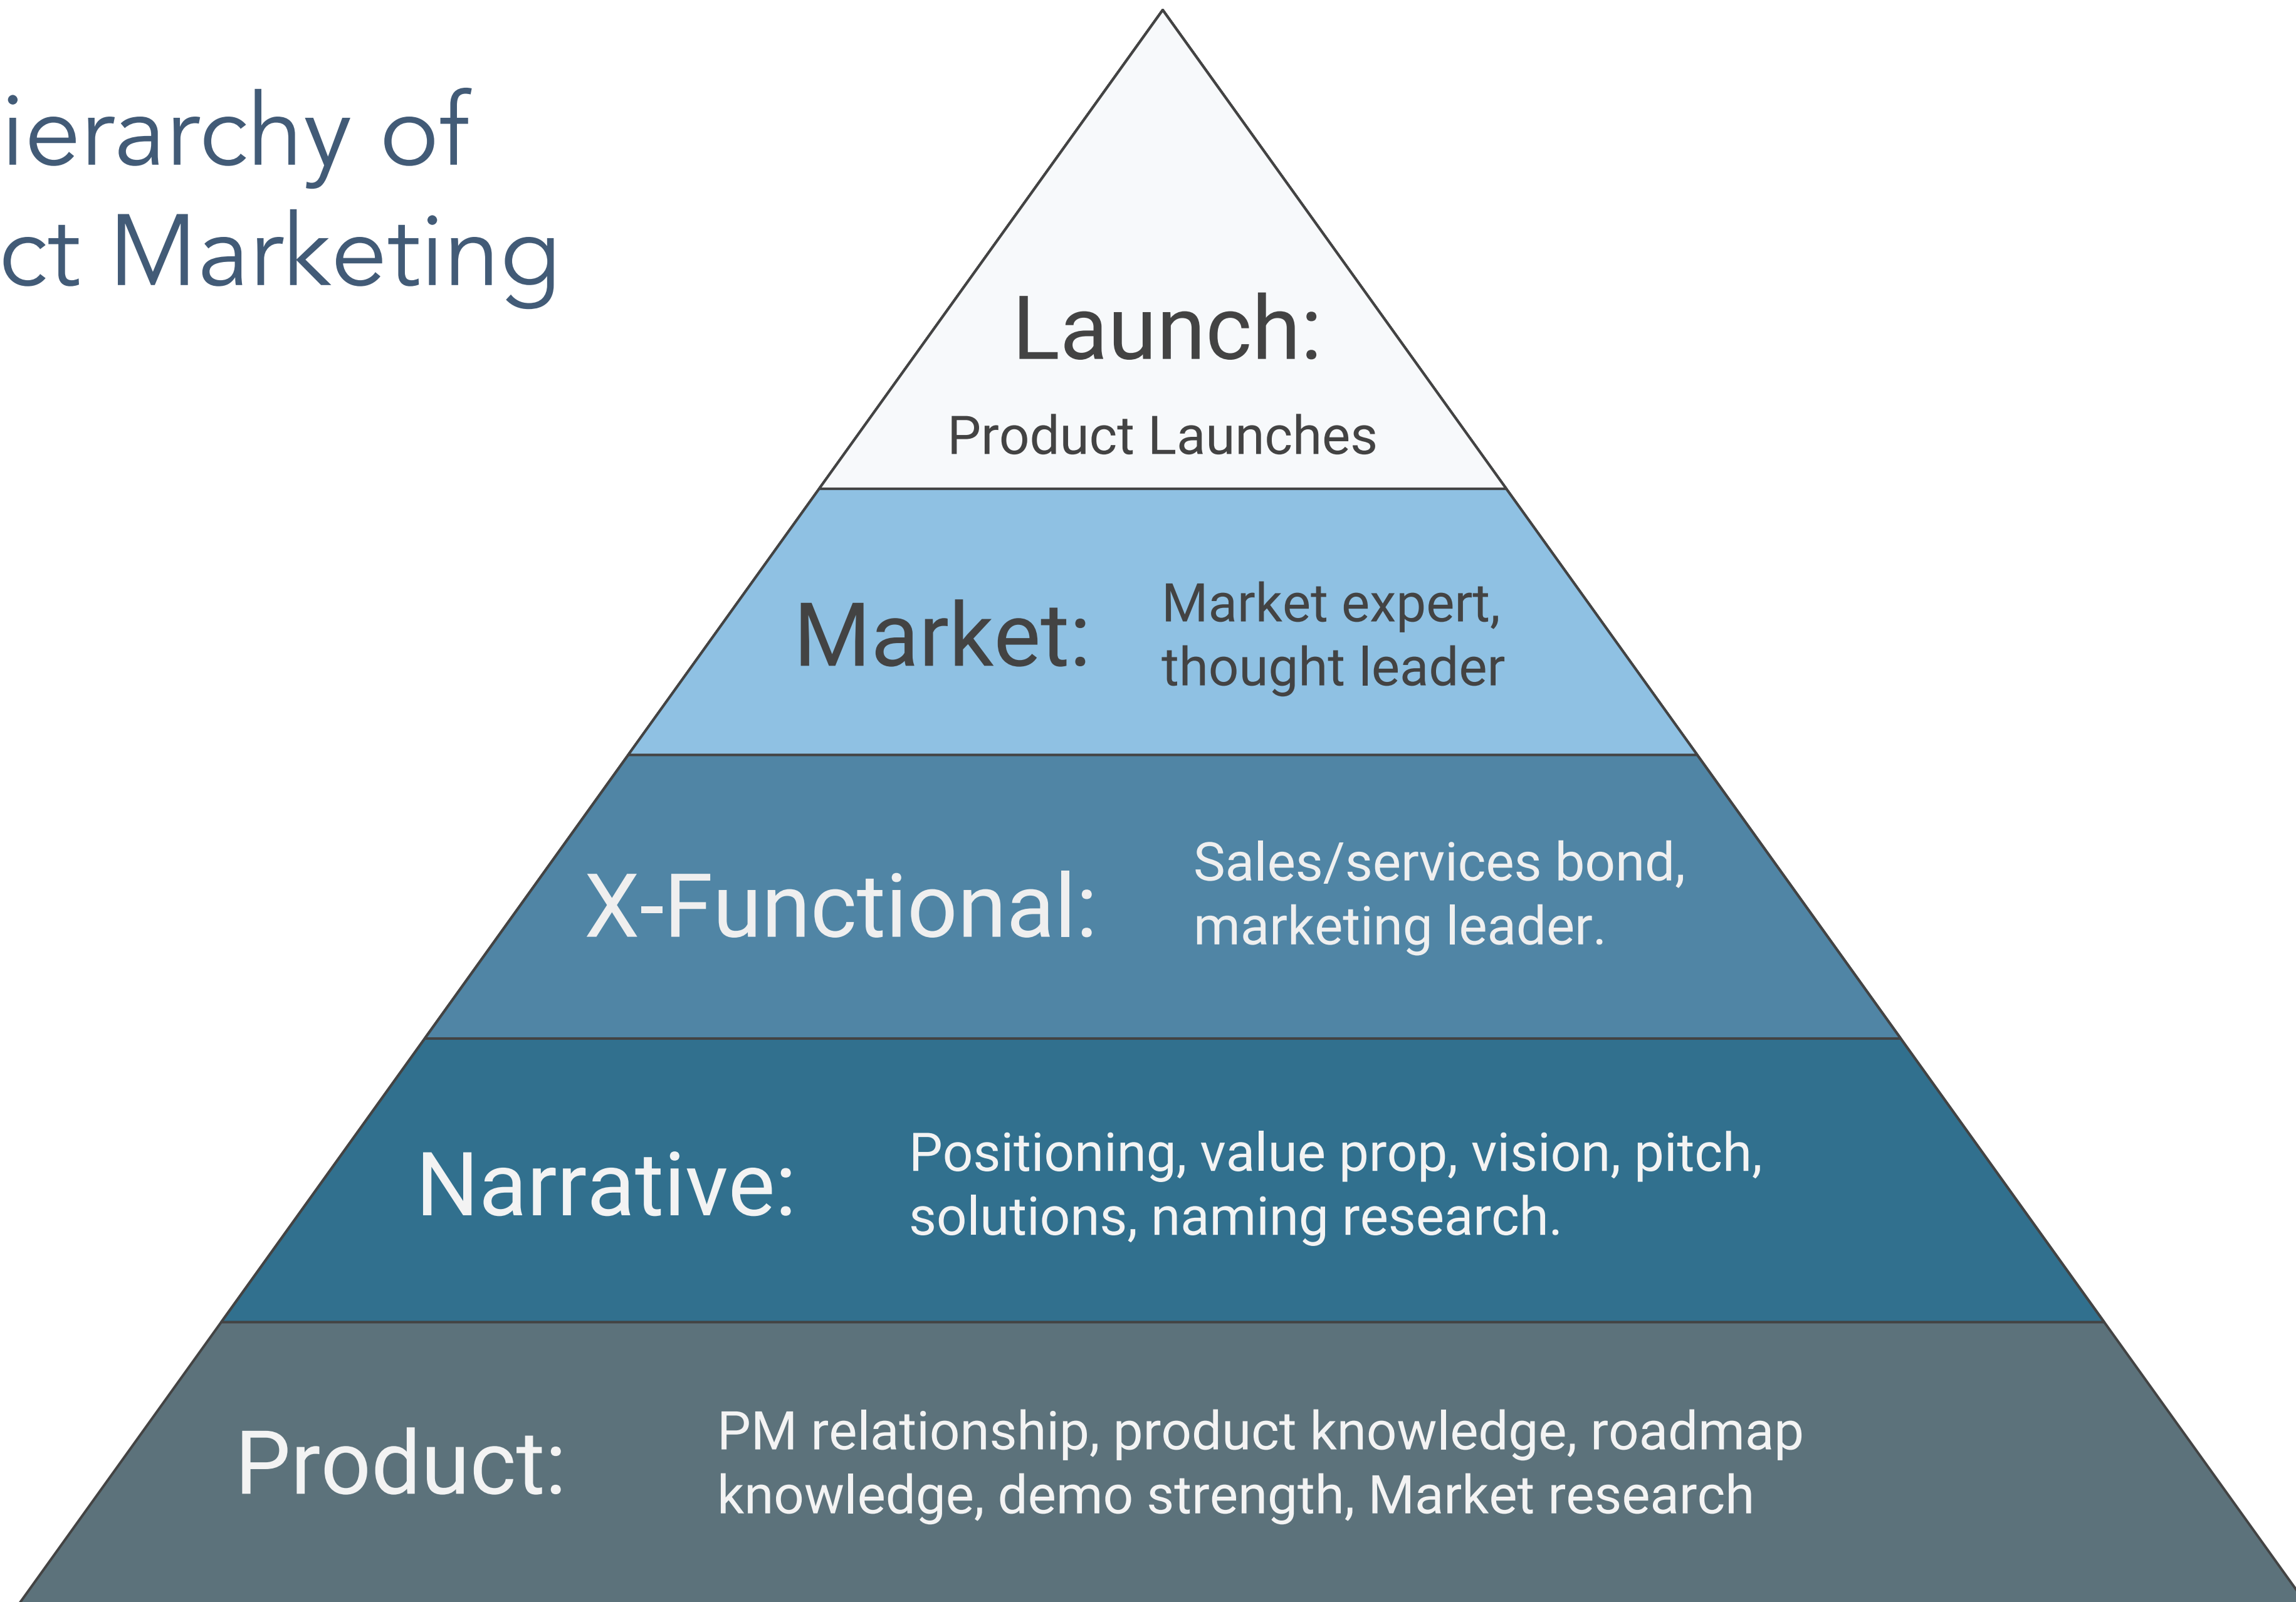 ierarchy of
ct Marketing
Launch:
Product Launches
Market:
Market expert,
thought leader
X-Functional:
Sales/services bond,
marketing leader.
Narrative:
Positioning, value prop, vision, pitch,
solutions, naming research.
Product:
PM relationship, product knowledge, roadmap
knowledge, demo strength, Market research